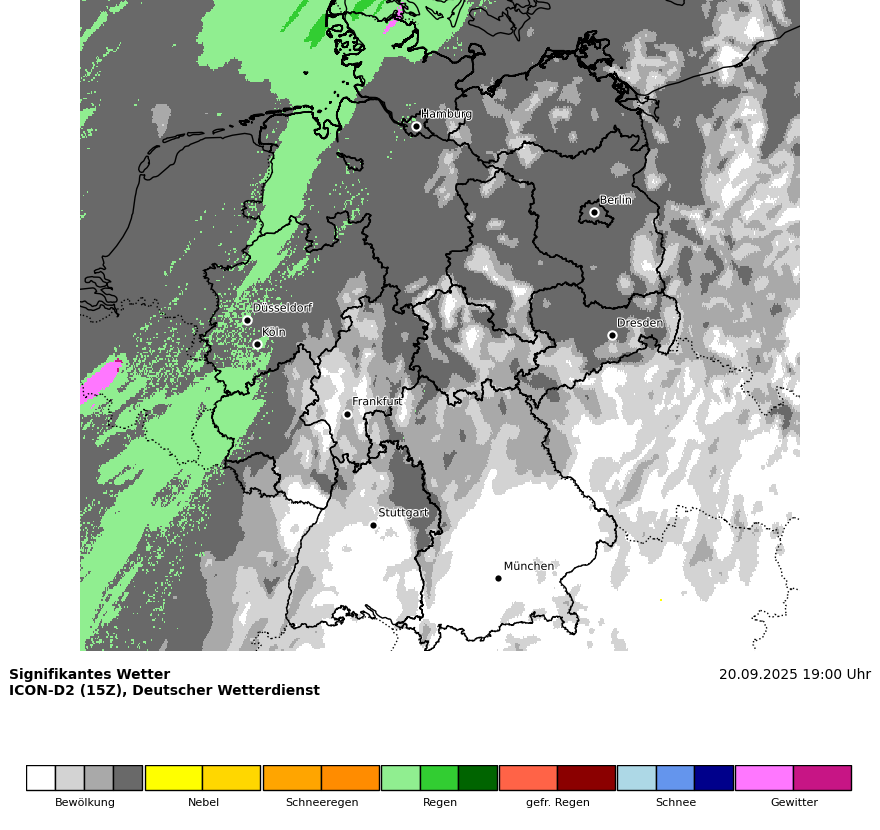 Hamburg
Berlin
Düsseldorf
Köln
Dresden
Frankfurt
Stuttgart
München
Signifikantes Wetter
20.09.2025 19:00 Uhr
ICON-D2 (15Z), Deutscher Wetterdienst
Bewölkung
Nebel
Schneeregen
Regen
gefr. Regen
Schnee
Gewitter